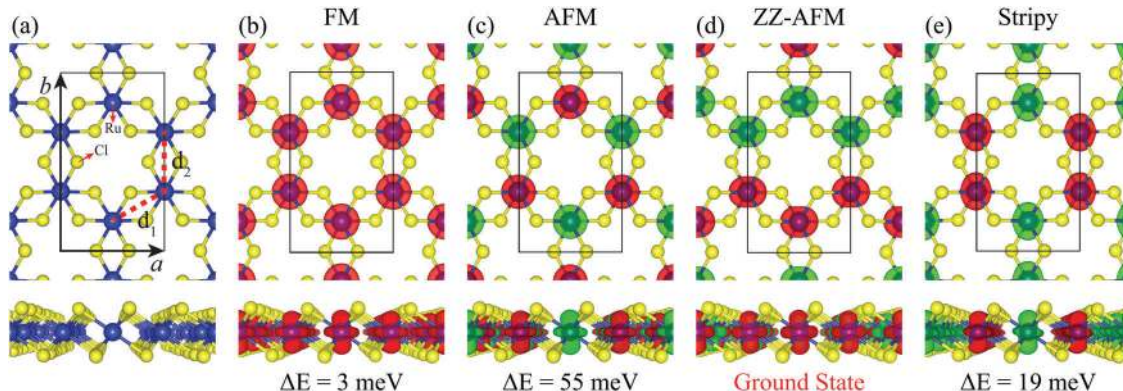 (a)
b
Ru
Cl
d2
d1
a
(b)
FM
ΔE = 3 meV
(c)
AFM
ΔE = 55 meV
(d)
ZZ-AFM
Ground State
(e)
Stripy
ΔE = 19 meV